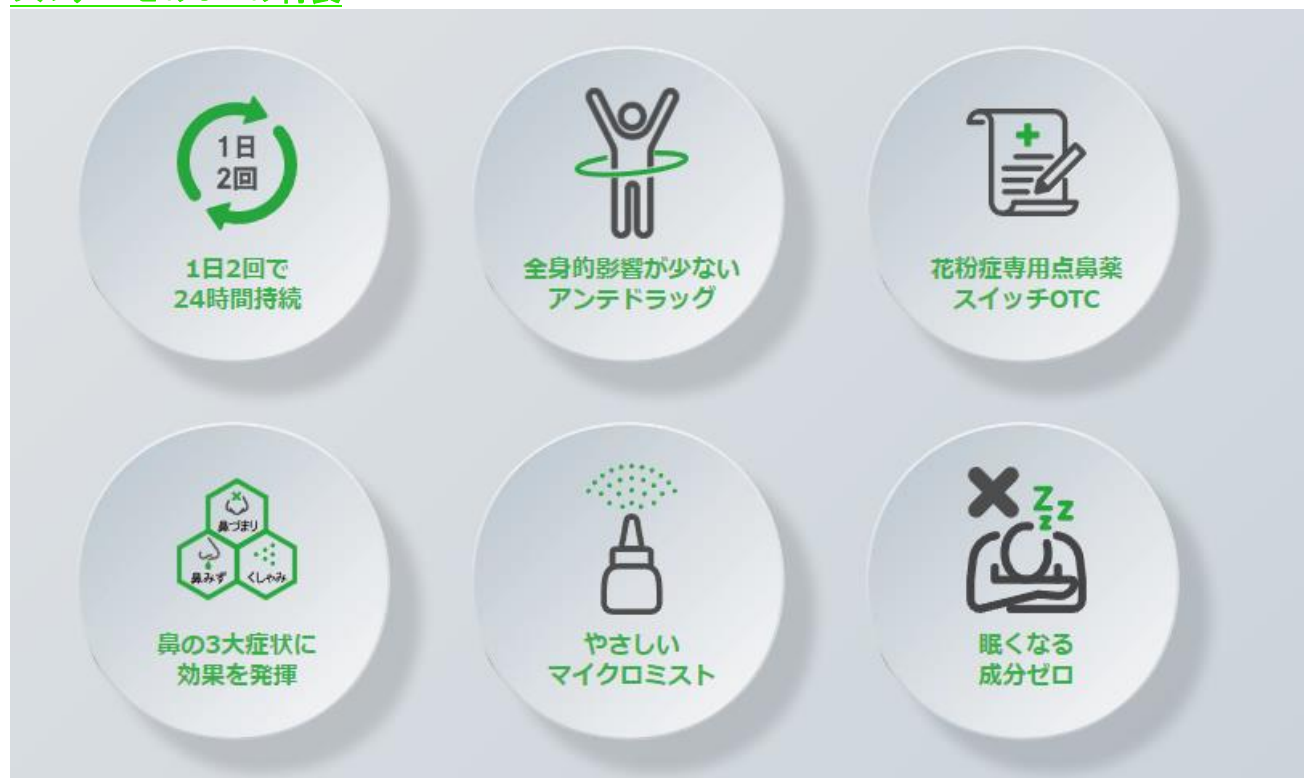 1日
2回
1日2回で
24時間持続
全身的影響が少ない
アンテドラッグ
花粉症専用点鼻薬
スイッチOTC
鼻づまり
鼻みず
くしゃみ
鼻の3大症状に
効果を発揮
やさしい
マイクロミスト
zzz
眠くなる
成分ゼロ